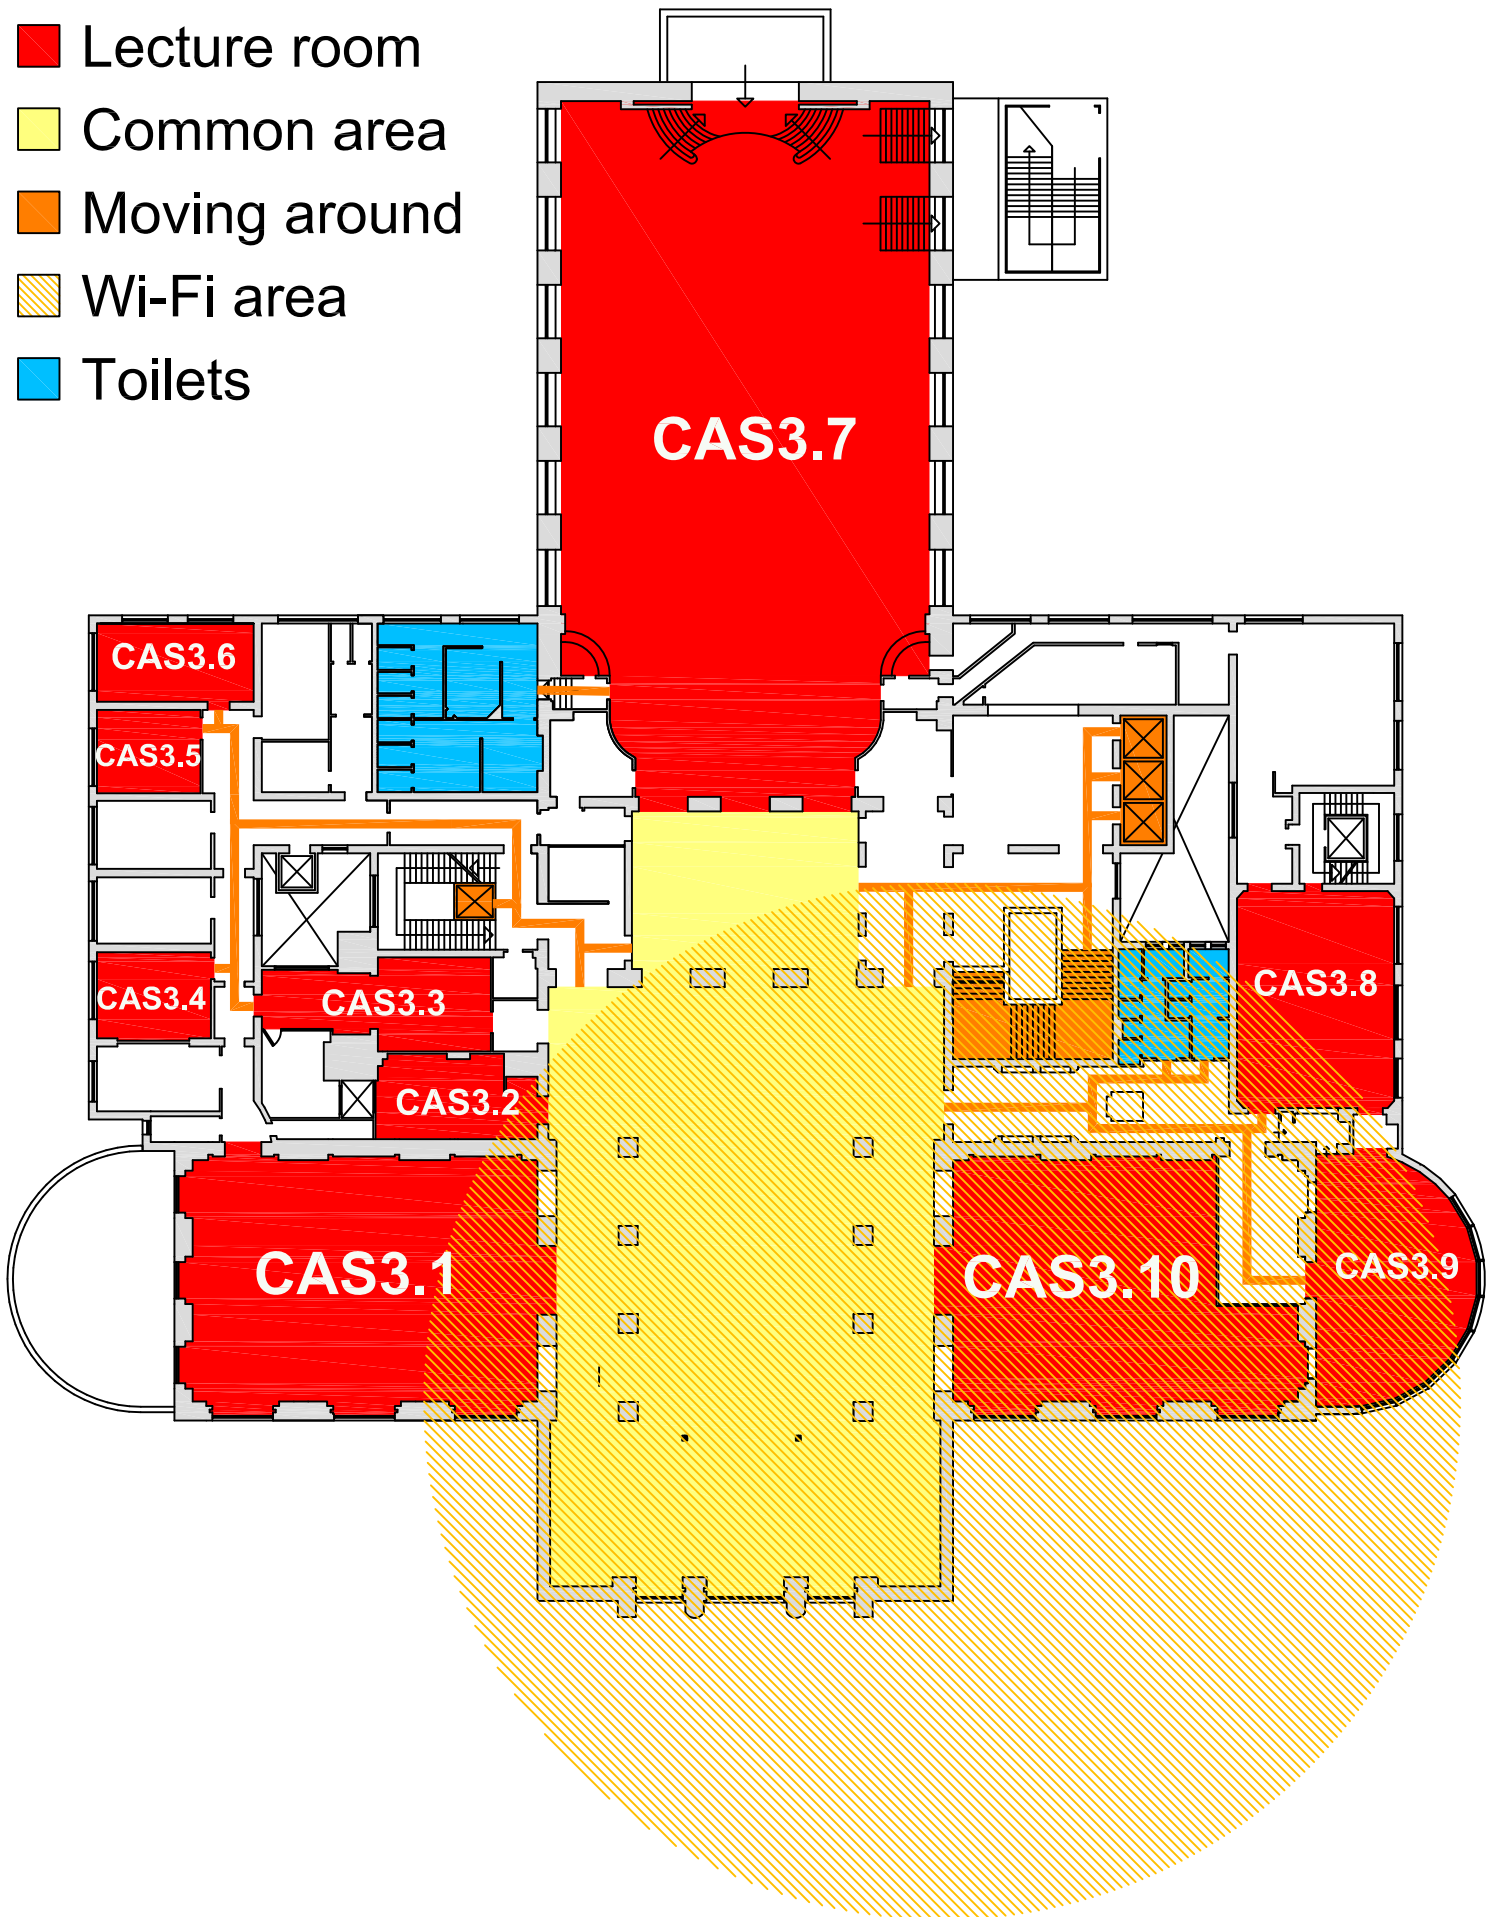 Lecture room
Common area
Moving around
Wi-Fi area
Toilets
CAS3.7
CAS3.6
CAS3.5
CAS3.4
CAS3.3
CAS3.8
CAS3.2
CAS3.1
CAS3.10
CAS3.9